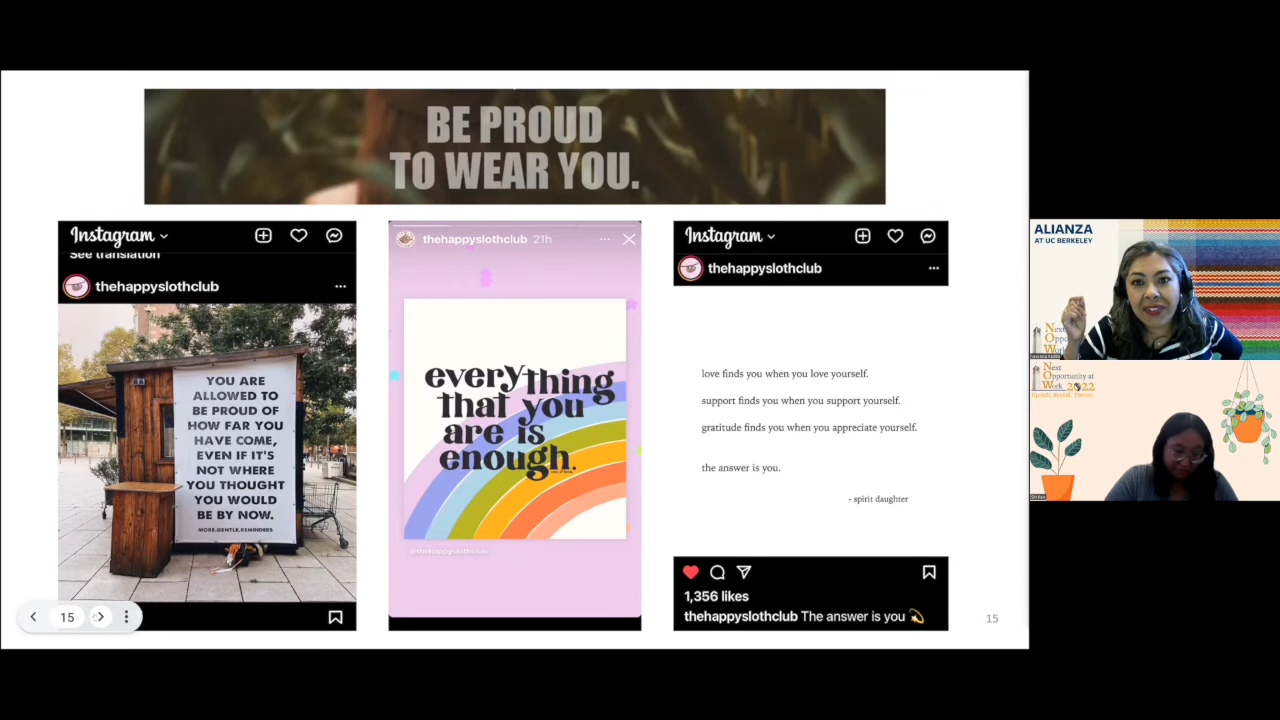 BE PROUD
TO WEAR YOU.
Instagram
See translation
thehappyslothclub
YOU ARE
ALLOWED TO
BE PROUD OF
HOW FAR YOU
HAVE COME,
EVEN IF IT'S
NOT WHERE
YOU THOUGHT
YOU WOULD
BE BY NOW.
MORE.GENTLE.REMINDERS
thehappyslothclub 21h
everything
that you
are is
enough.
@thehappyslothclub
Instagram
thehappyslothclub
love finds you when you love yourself.
support finds you when you support yourself.
gratitude finds you when you appreciate yourself.
the answer is you.
- spirit daughter
1,356 likes
thehappyslothclub The answer is you 💫
15
15
ALIANZA
AT UC BERKELEY
Next
Oppo
Work
Next
Opportunity at
Work 2022